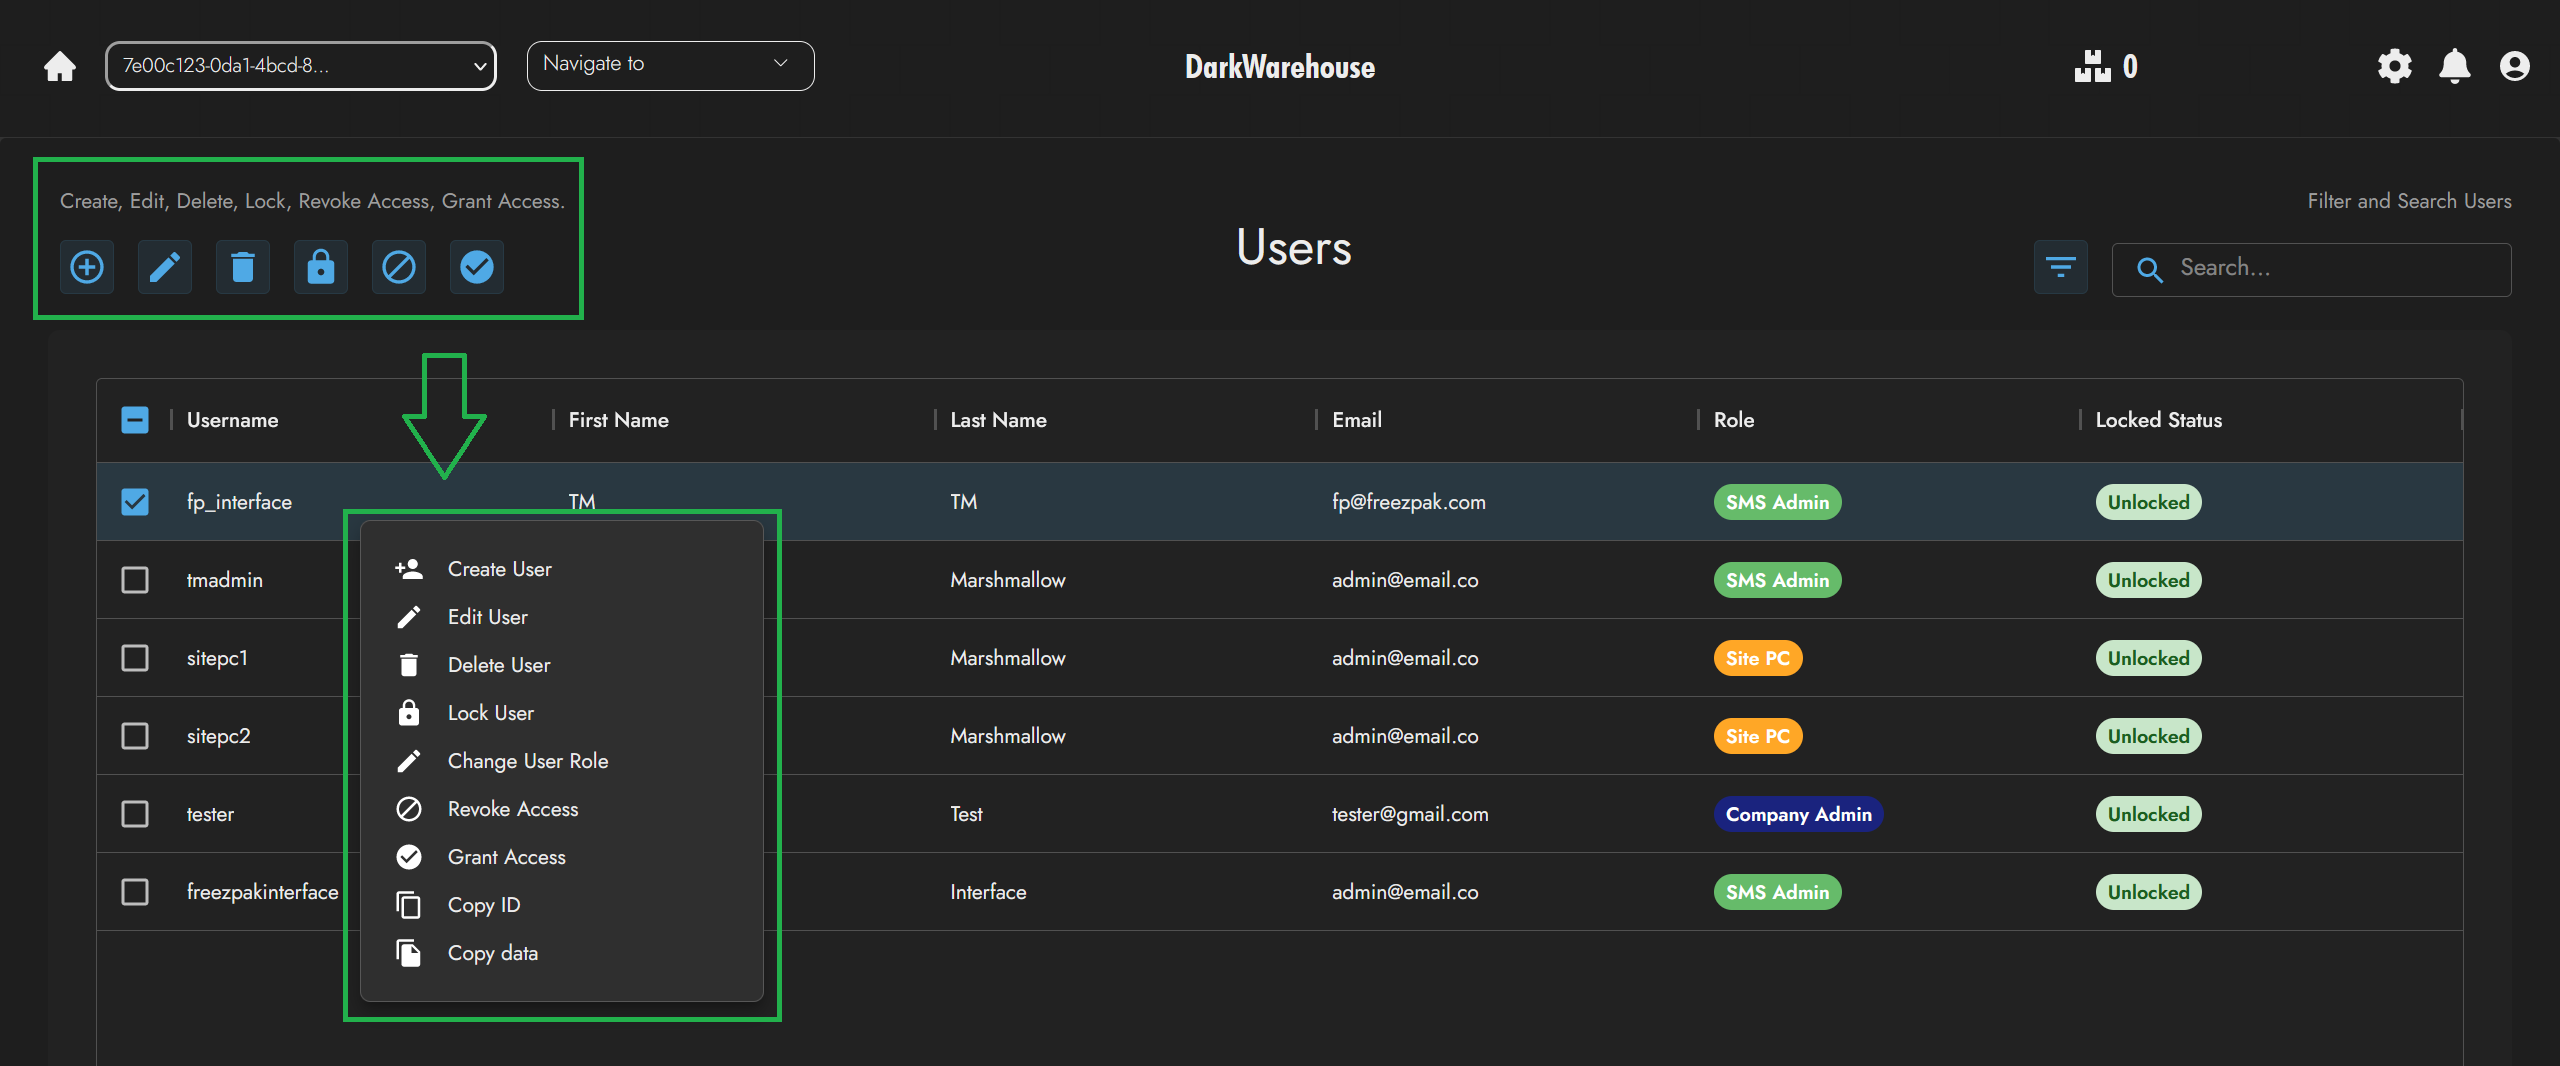 7e00c123-0da1-4bcd-8...
Navigate to
DarkWarehouse
0
Create, Edit, Delete, Lock, Revoke Access, Grant Access.
Users
Filter and Search Users
Search...
Username First Name Last Name Email Role Locked Status
fp_interface TM TM fp@freezpak.com SMS Admin Unlocked
tmadmin Marshmallow admin@email.co SMS Admin Unlocked
sitepc1 Marshmallow admin@email.co Site PC Unlocked
sitepc2 Marshmallow admin@email.co Site PC Unlocked
tester Test tester@gmail.com Company Admin Unlocked
freezpakinterface Interface admin@email.co SMS Admin Unlocked
Create User
Edit User
Delete User
Lock User
Change User Role
Revoke Access
Grant Access
Copy ID
Copy data